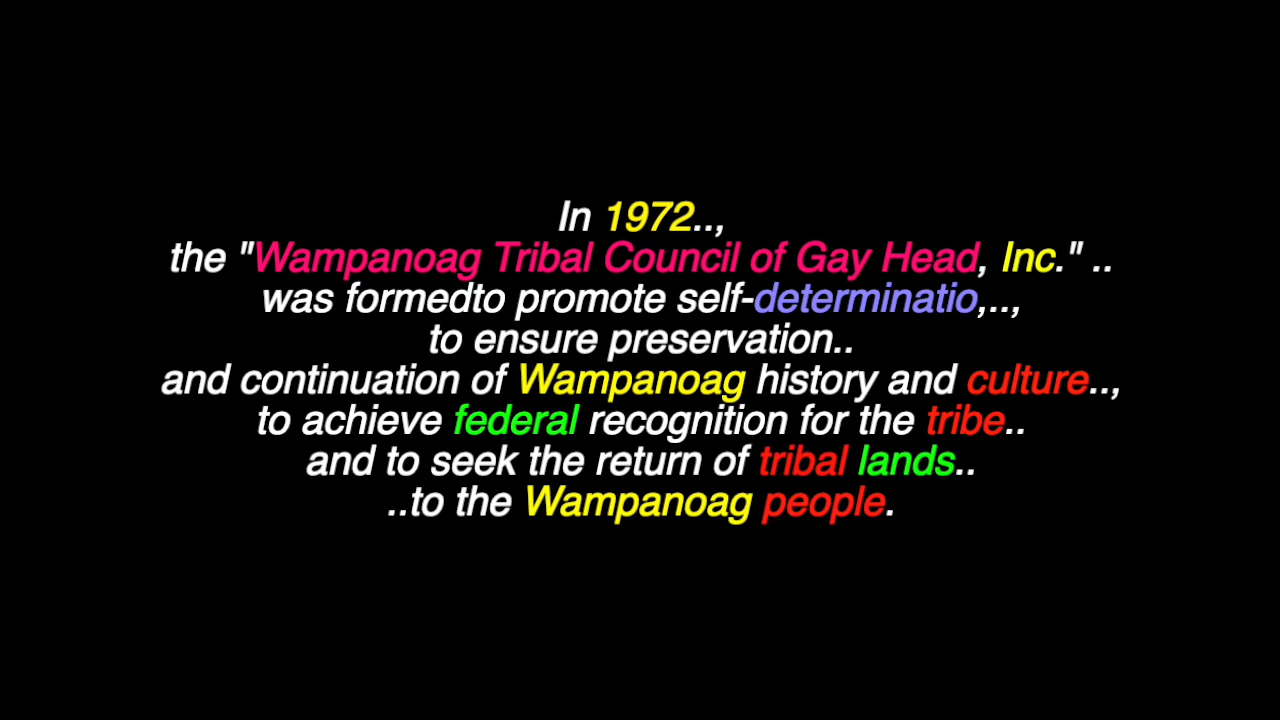 In 1972..,
the "Wampanoag Tribal Council of Gay Head, Inc." ..
was formedto promote self-determinatio,..,
to ensure preservation..
and continuation of Wampanoag history and culture..,
to achieve federal recognition for the tribe..
and to seek the return of tribal lands..
..to the Wampanoag people.